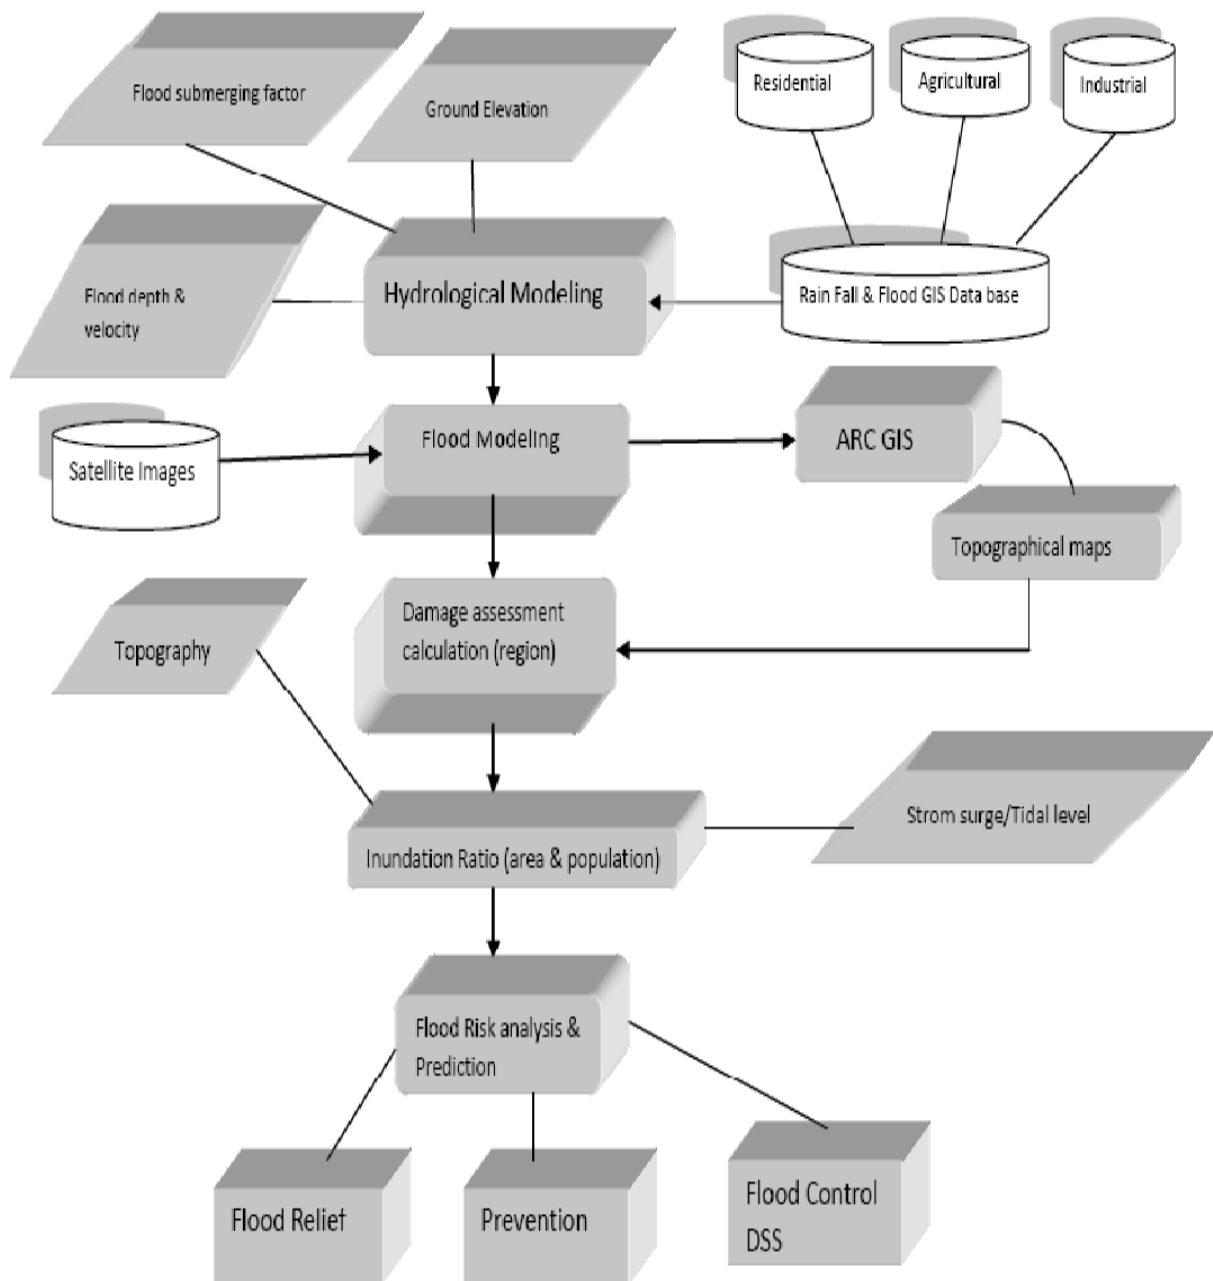 Flood submerging factor
Ground Elevation
Residential
Agricultural
Industrial
Flood depth &
velocity
Hydrological Modeling
Rain Fall & Flood GIS Data base
Satellite Images
Flood Modeling
ARC GIS
Topographical maps
Topography
Damage assessment
calculation (region)
Strom surge/Tidal level
Inundation Ratio (area & population)
Flood Risk analysis &
Prediction
Flood Relief
Prevention
Flood Control
DSS